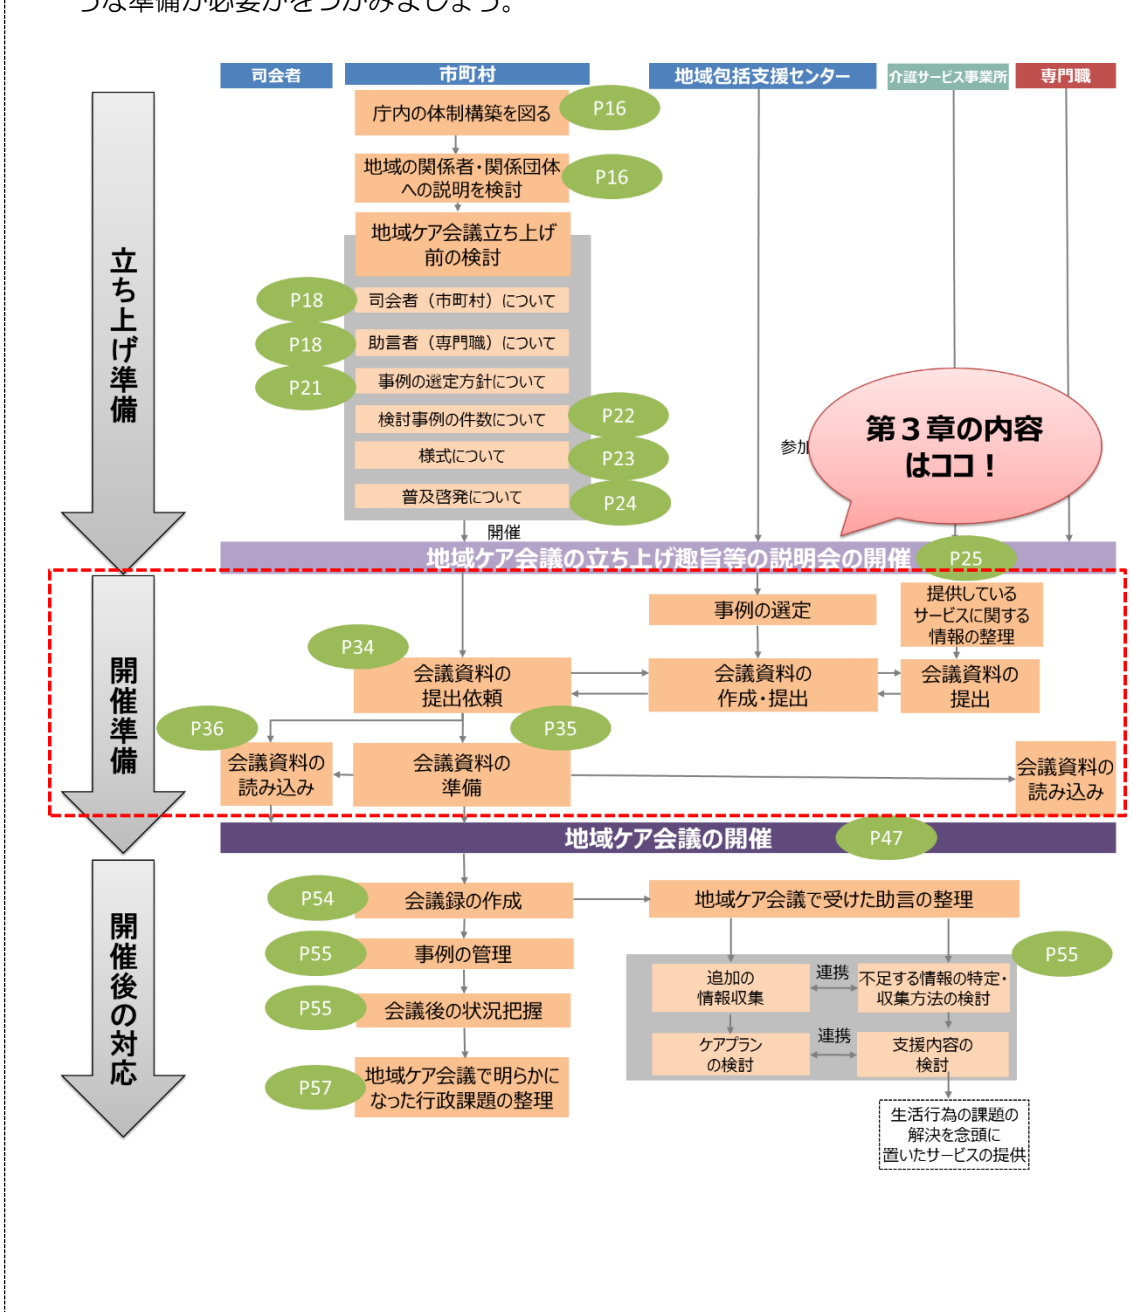 うな準備が必要かをつかみましょう。
司会者
市町村
地域包括支援センター
介護サービス事業所
専門職
立ち上げ準備
庁内の体制構築を図る
P16
地域の関係者・関係団体
への説明を検討
P16
地域ケア会議立ち上げ
前の検討
P18
司会者（市町村）について
P18
助言者（専門職）について
P21
事例の選定方針について
検討事例の件数について
P22
様式について
P23
普及啓発について
P24
参加
第３章の内容
はココ！
開催
地域ケア会議の立ち上げ趣旨等の説明会の開催
P25
開催準備
事例の選定
提供している
サービスに関する
情報の整理
P34
会議資料の
提出依頼
会議資料の
作成・提出
会議資料の
提出
P36
P35
会議資料の
読み込み
会議資料の
準備
会議資料の
読み込み
地域ケア会議の開催
P47
開催後の対応
P54
会議録の作成
地域ケア会議で受けた助言の整理
P55
事例の管理
P55
追加の
情報収集
連携
不足する情報の特定・
収集方法の検討
P55
会議後の状況把握
ケアプラン
の検討
連携
支援内容の
検討
P57
地域ケア会議で明らかに
なった行政課題の整理
生活行為の課題の
解決を念頭に
置いたサービスの提供